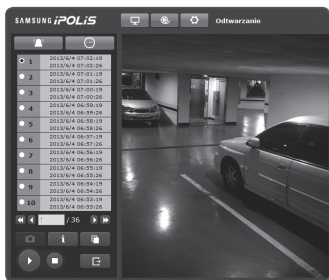 SAMSUNG iPOLiS
Odtwarzanie
1 2013/6/4 07:02:19
2013/6/4 07:02:26
2 2013/6/4 07:01:19
2013/6/4 07:01:26
3 2013/6/4 07:00:19
2013/6/4 07:00:26
4 2013/6/4 06:59:19
2013/6/4 06:59:26
5 2013/6/4 06:58:19
2013/6/4 06:58:26
6 2013/6/4 06:57:19
2013/6/4 06:57:26
7 2013/6/4 06:56:19
2013/6/4 06:56:26
8 2013/6/4 06:55:19
2013/6/4 06:55:26
9 2013/6/4 06:54:19
2013/6/4 06:54:26
10 2013/6/4 06:53:19
2013/6/4 06:53:26
/ 36